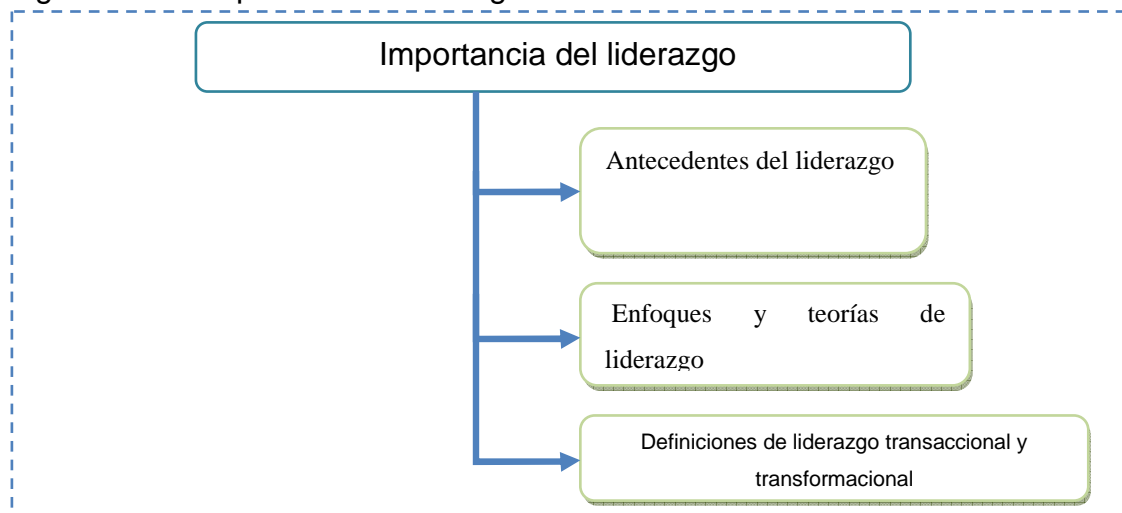 Importancia del liderazgo
Antecedentes del liderazgo
Enfoques y teorías de
liderazgo
Definiciones de liderazgo transaccional y
transformacional